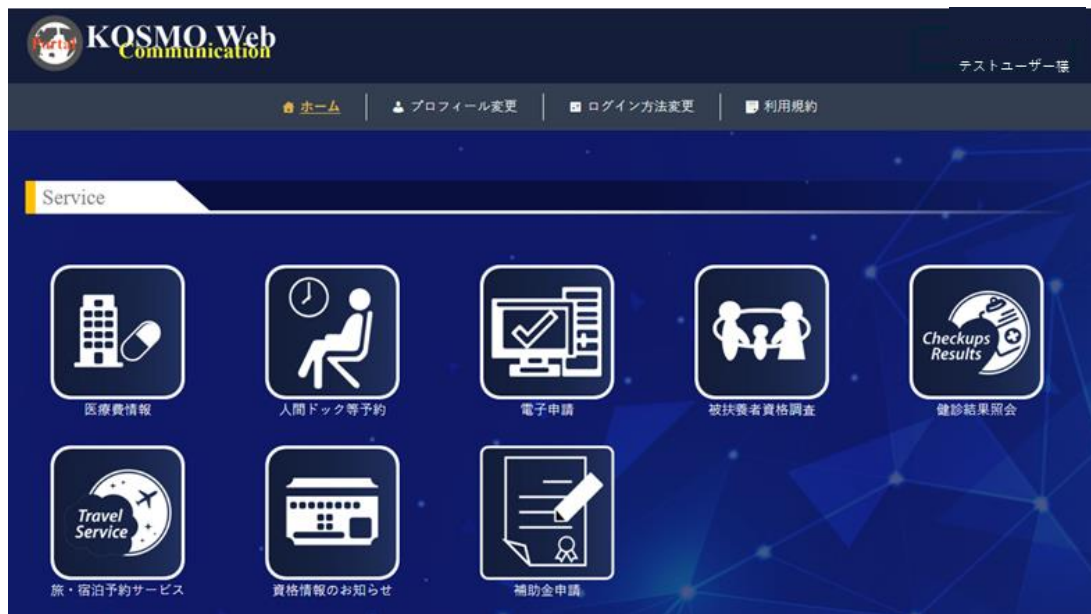 Portal KOSMO Web
Communication
テストユーザー様
ホーム
プロフィール変更
ログイン方法変更
利用規約
Service
Checkups
Results
医療費情報
人間ドック等予約
電子申請
被扶養者資格調査
健診結果照会
Travel
Service
旅・宿泊予約サービス
資格情報のお知らせ
補助金申請